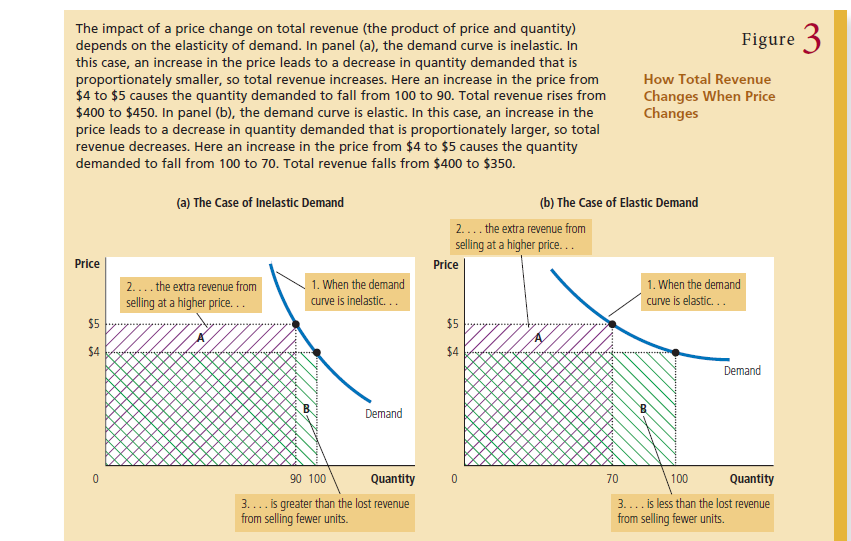 The impact of a price change on total revenue (the product of price and quantity)
depends on the elasticity of demand. In panel (a), the demand curve is inelastic. In
this case, an increase in the price leads to a decrease in quantity demanded that is
proportionately smaller, so total revenue increases. Here an increase in the price from
$4 to $5 causes the quantity demanded to fall from 100 to 90. Total revenue rises from
$400 to $450. In panel (b), the demand curve is elastic. In this case, an increase in the
price leads to a decrease in quantity demanded that is proportionately larger, so total
revenue decreases. Here an increase in the price from $4 to $5 causes the quantity
demanded to fall from 100 to 70. Total revenue falls from $400 to $350.
Figure 3
How Total Revenue
Changes When Price
Changes
(a) The Case of Inelastic Demand
Price
2. . . . the extra revenue from
selling at a higher price. . .
1. When the demand
curve is inelastic. . .
$5
A
$4
B
Demand
0
90 100
Quantity
3. . . . is greater than the lost revenue
from selling fewer units.
(b) The Case of Elastic Demand
2. . . . the extra revenue from
selling at a higher price. . .
Price
1. When the demand
curve is elastic. . .
$5
A
$4
Demand
B
0
70
100
Quantity
3. . . . is less than the lost revenue
from selling fewer units.